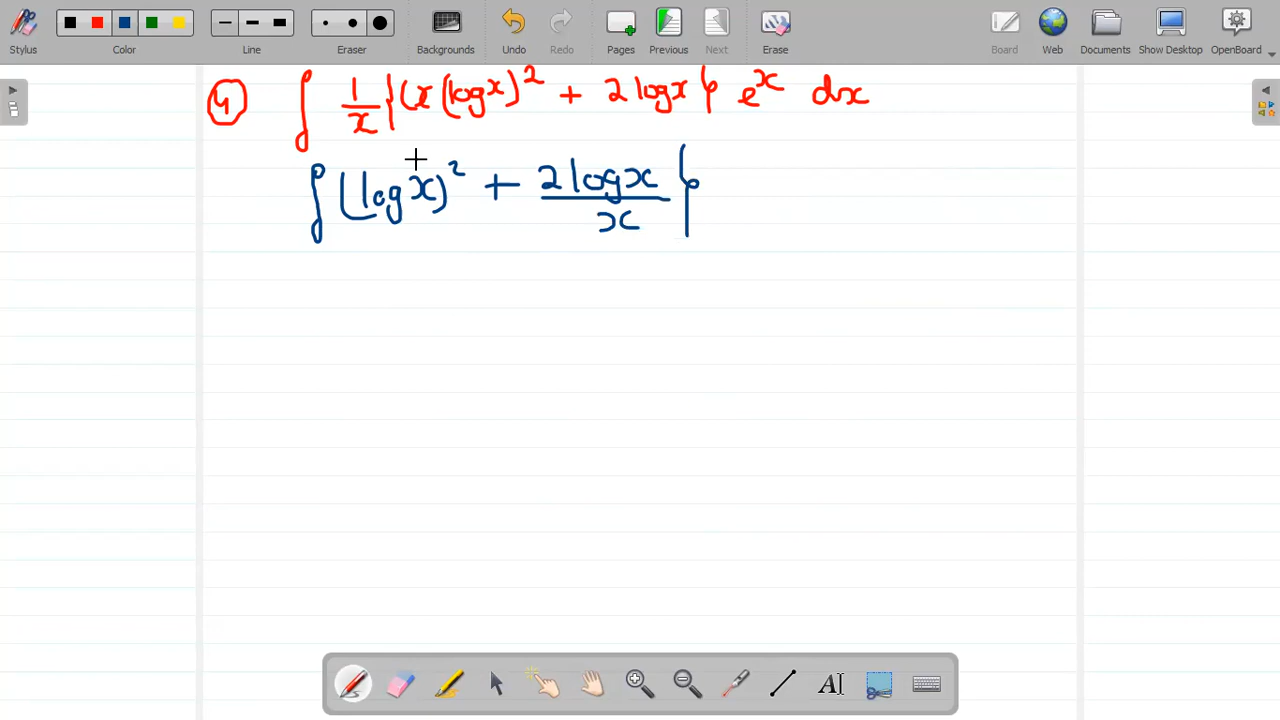 Stylus Color Line Eraser Backgrounds Undo Redo Pages Previous Next Erase Board Web Documents Show Desktop OpenBoard
④ ∫ 1/x {(x(log x)² + 2 log x} eˣ dx
∫ (log x)² + 2 log x / x }